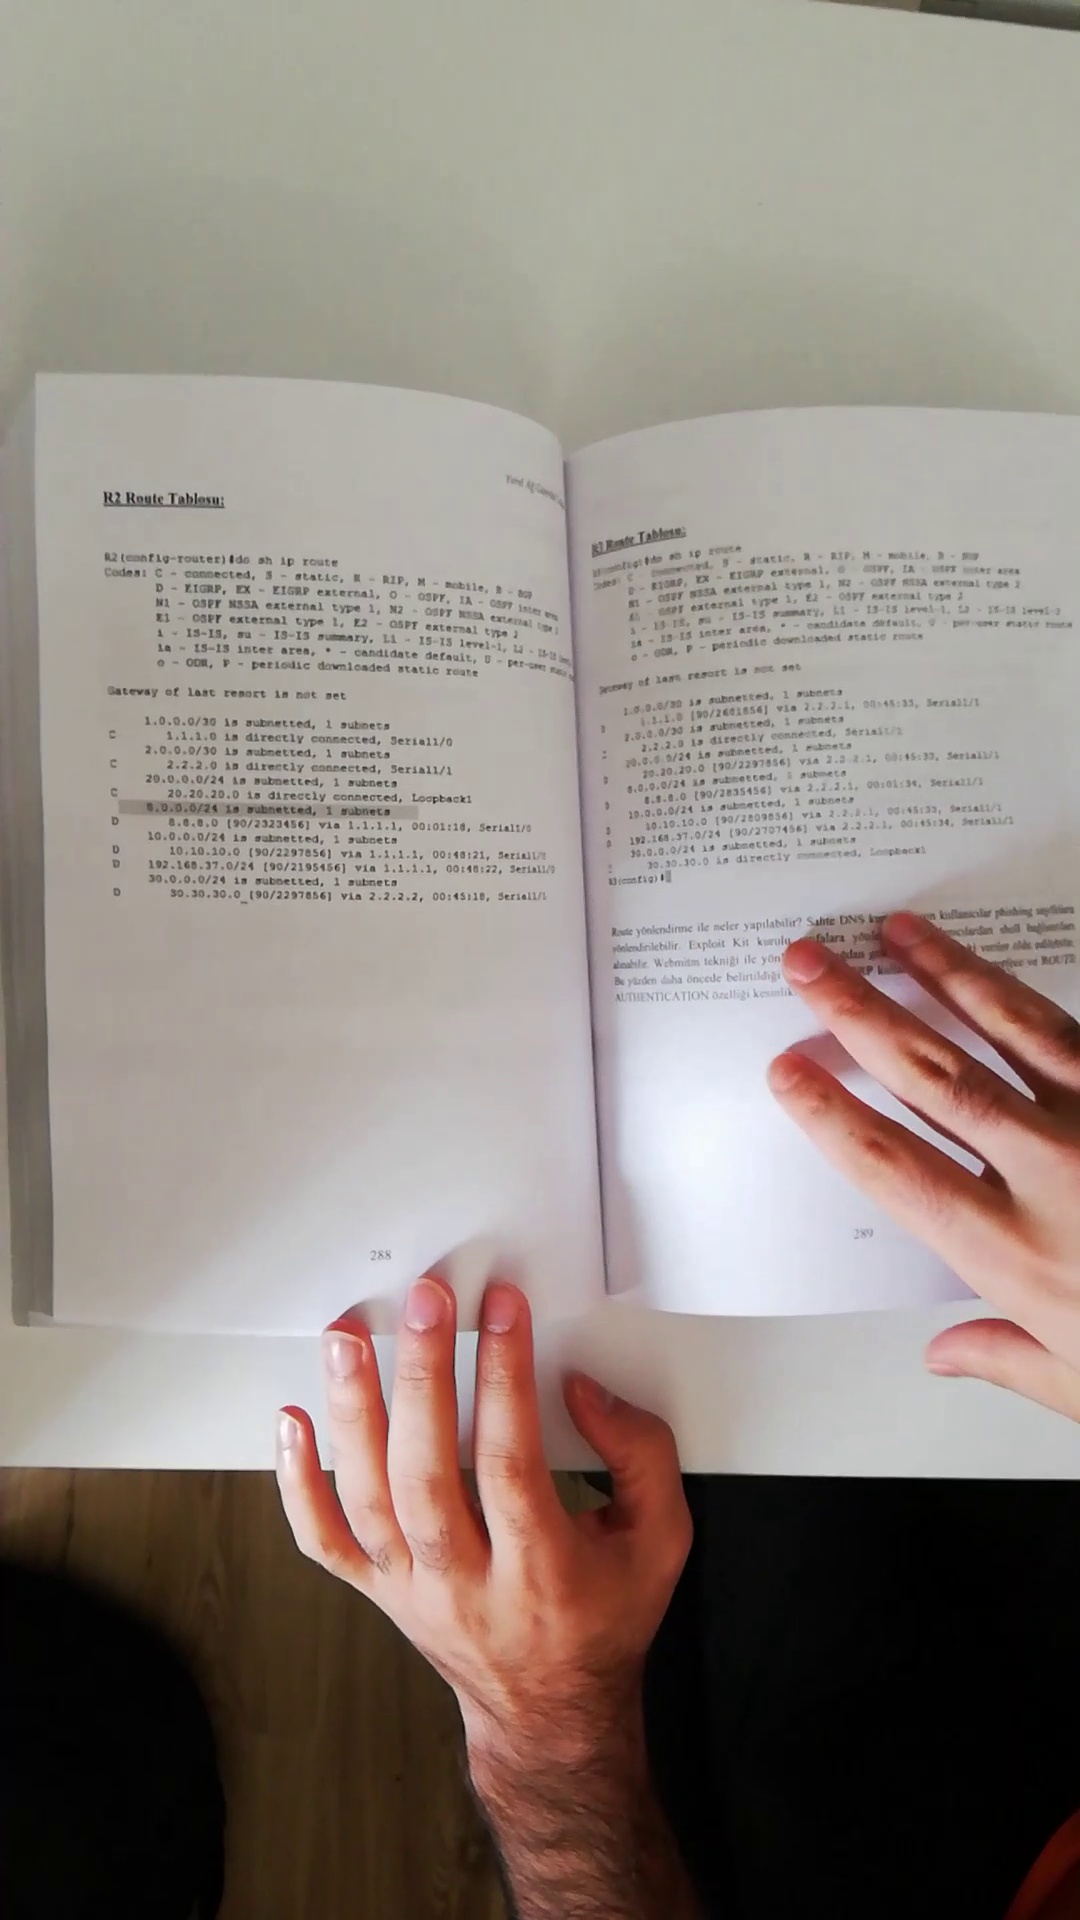 R2 Route Tablosu:
R2(config-router)#do sh ip route
Codes: C - connected, S - static, R - RIP, M - mobile, B - BGP
D - EIGRP, EX - EIGRP external, O - OSPF, IA - OSPF inter area
N1 - OSPF NSSA external type 1, N2 - OSPF NSSA external type
E1 - OSPF external type 1, E2 - OSPF external type 2
i - IS-IS, su - IS-IS summary, L1 - IS-IS level-1, L2 - IS-IS
ia - IS-IS inter area, * - candidate default, U - per-user
o - ODR, P - periodic downloaded static route
Gateway of last resort is not set
1.0.0.0/30 is subnetted, 1 subnets
C 1.1.1.0 is directly connected, Serial1/0
2.0.0.0/30 is subnetted, 1 subnets
C 2.2.2.0 is directly connected, Serial1/1
20.0.0.0/24 is subnetted, 1 subnets
C 20.20.20.0 is directly connected, Loopback1
8.0.0.0/24 is subnetted, 1 subnets
D 8.8.8.0 [90/2323456] via 1.1.1.1, 00:01:18, Serial1/0
10.0.0.0/24 is subnetted, 1 subnets
D 10.10.10.0 [90/2297856] via 1.1.1.1, 00:48:21, Serial1/0
D 192.168.37.0/24 [90/2195456] via 1.1.1.1, 00:48:22, Serial1/0
30.0.0.0/24 is subnetted, 1 subnets
D 30.30.30.0 [90/2297856] via 2.2.2.2, 00:45:18, Serial1/1
288
R3 Route Tablosu:
R3(config)#do sh ip route
Codes: C - connected, S - static, R - RIP, M - mobile, B - BGP
D - EIGRP, EX - EIGRP external, O - OSPF, IA - OSPF inter area
N1 - OSPF NSSA external type 1, N2 - OSPF NSSA external type 2
E1 - OSPF external type 1, E2 - OSPF external type 2
i - IS-IS, su - IS-IS summary, L1 - IS-IS level-1, L2 - IS-IS level-2
ia - IS-IS inter area, * - candidate default, U - per-user static route
o - ODR, P - periodic downloaded static route
Gateway of last resort is not set
1.0.0.0/30 is subnetted, 1 subnets
D 1.1.1.0 [90/2681856] via 2.2.2.1, 00:45:33, Serial1/1
2.0.0.0/30 is subnetted, 1 subnets
C 2.2.2.0 is directly connected, Serial1/1
20.0.0.0/24 is subnetted, 1 subnets
D 20.20.20.0 [90/2297856] via 2.2.2.1, 00:45:33, Serial1/1
8.0.0.0/24 is subnetted, 1 subnets
D 8.8.8.0 [90/2835456] via 2.2.2.1, 00:01:34, Serial1/1
10.0.0.0/24 is subnetted, 1 subnets
D 10.10.10.0 [90/2809856] via 2.2.2.1, 00:45:33, Serial1/1
D 192.168.37.0/24 [90/2707456] via 2.2.2.1, 00:45:34, Serial1/1
30.0.0.0/24 is subnetted, 1 subnets
C 30.30.30.0 is directly connected, Loopback1
R3(config)#
Route yönlendirme ile neler yapılabilir? Sahte DNS kullanıcılar phishing
yönlendirilebilir. Exploit Kit kurulu shell bağlantıları
alınabilir. Webmitm tekniği ile veriler elde edilebilir.
Bu yüzden daha öncede belirtildiği ve ROUTE
AUTHENTICATION özelliği
289